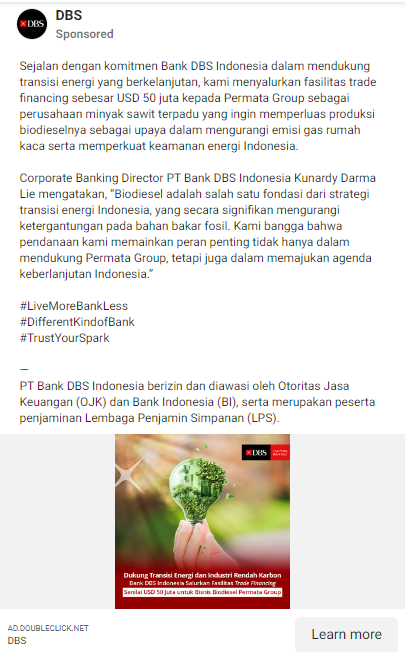 DBS
DBS
Sponsored
Sejalan dengan komitmen Bank DBS Indonesia dalam mendukung
transisi energi yang berkelanjutan, kami menyalurkan fasilitas trade
financing sebesar USD 50 juta kepada Permata Group sebagai
perusahaan minyak sawit terpadu yang ingin memperluas produksi
biodieselnya sebagai upaya dalam mengurangi emisi gas rumah
kaca serta memperkuat keamanan energi Indonesia.
Corporate Banking Director PT Bank DBS Indonesia Kunardy Darma
Lie mengatakan, “Biodiesel adalah salah satu fondasi dari strategi
transisi energi Indonesia, yang secara signifikan mengurangi
ketergantungan pada bahan bakar fosil. Kami bangga bahwa
pendanaan kami memainkan peran penting tidak hanya dalam
mendukung Permata Group, tetapi juga dalam memajukan agenda
keberlanjutan Indonesia.”
#LiveMoreBankLess
#DifferentKindofBank
#TrustYourSpark
—
PT Bank DBS Indonesia berizin dan diawasi oleh Otoritas Jasa
Keuangan (OJK) dan Bank Indonesia (BI), serta merupakan peserta
penjaminan Lembaga Penjamin Simpanan (LPS).
DBS
Dukung Transisi Energi dan Industri Rendah Karbon
Bank DBS Indonesia Salurkan Fasilitas Trade Financing
Senilai USD 50 Juta untuk Bisnis Biodiesel Permata Group
AD.DOUBLECLICK.NET
DBS
Learn more